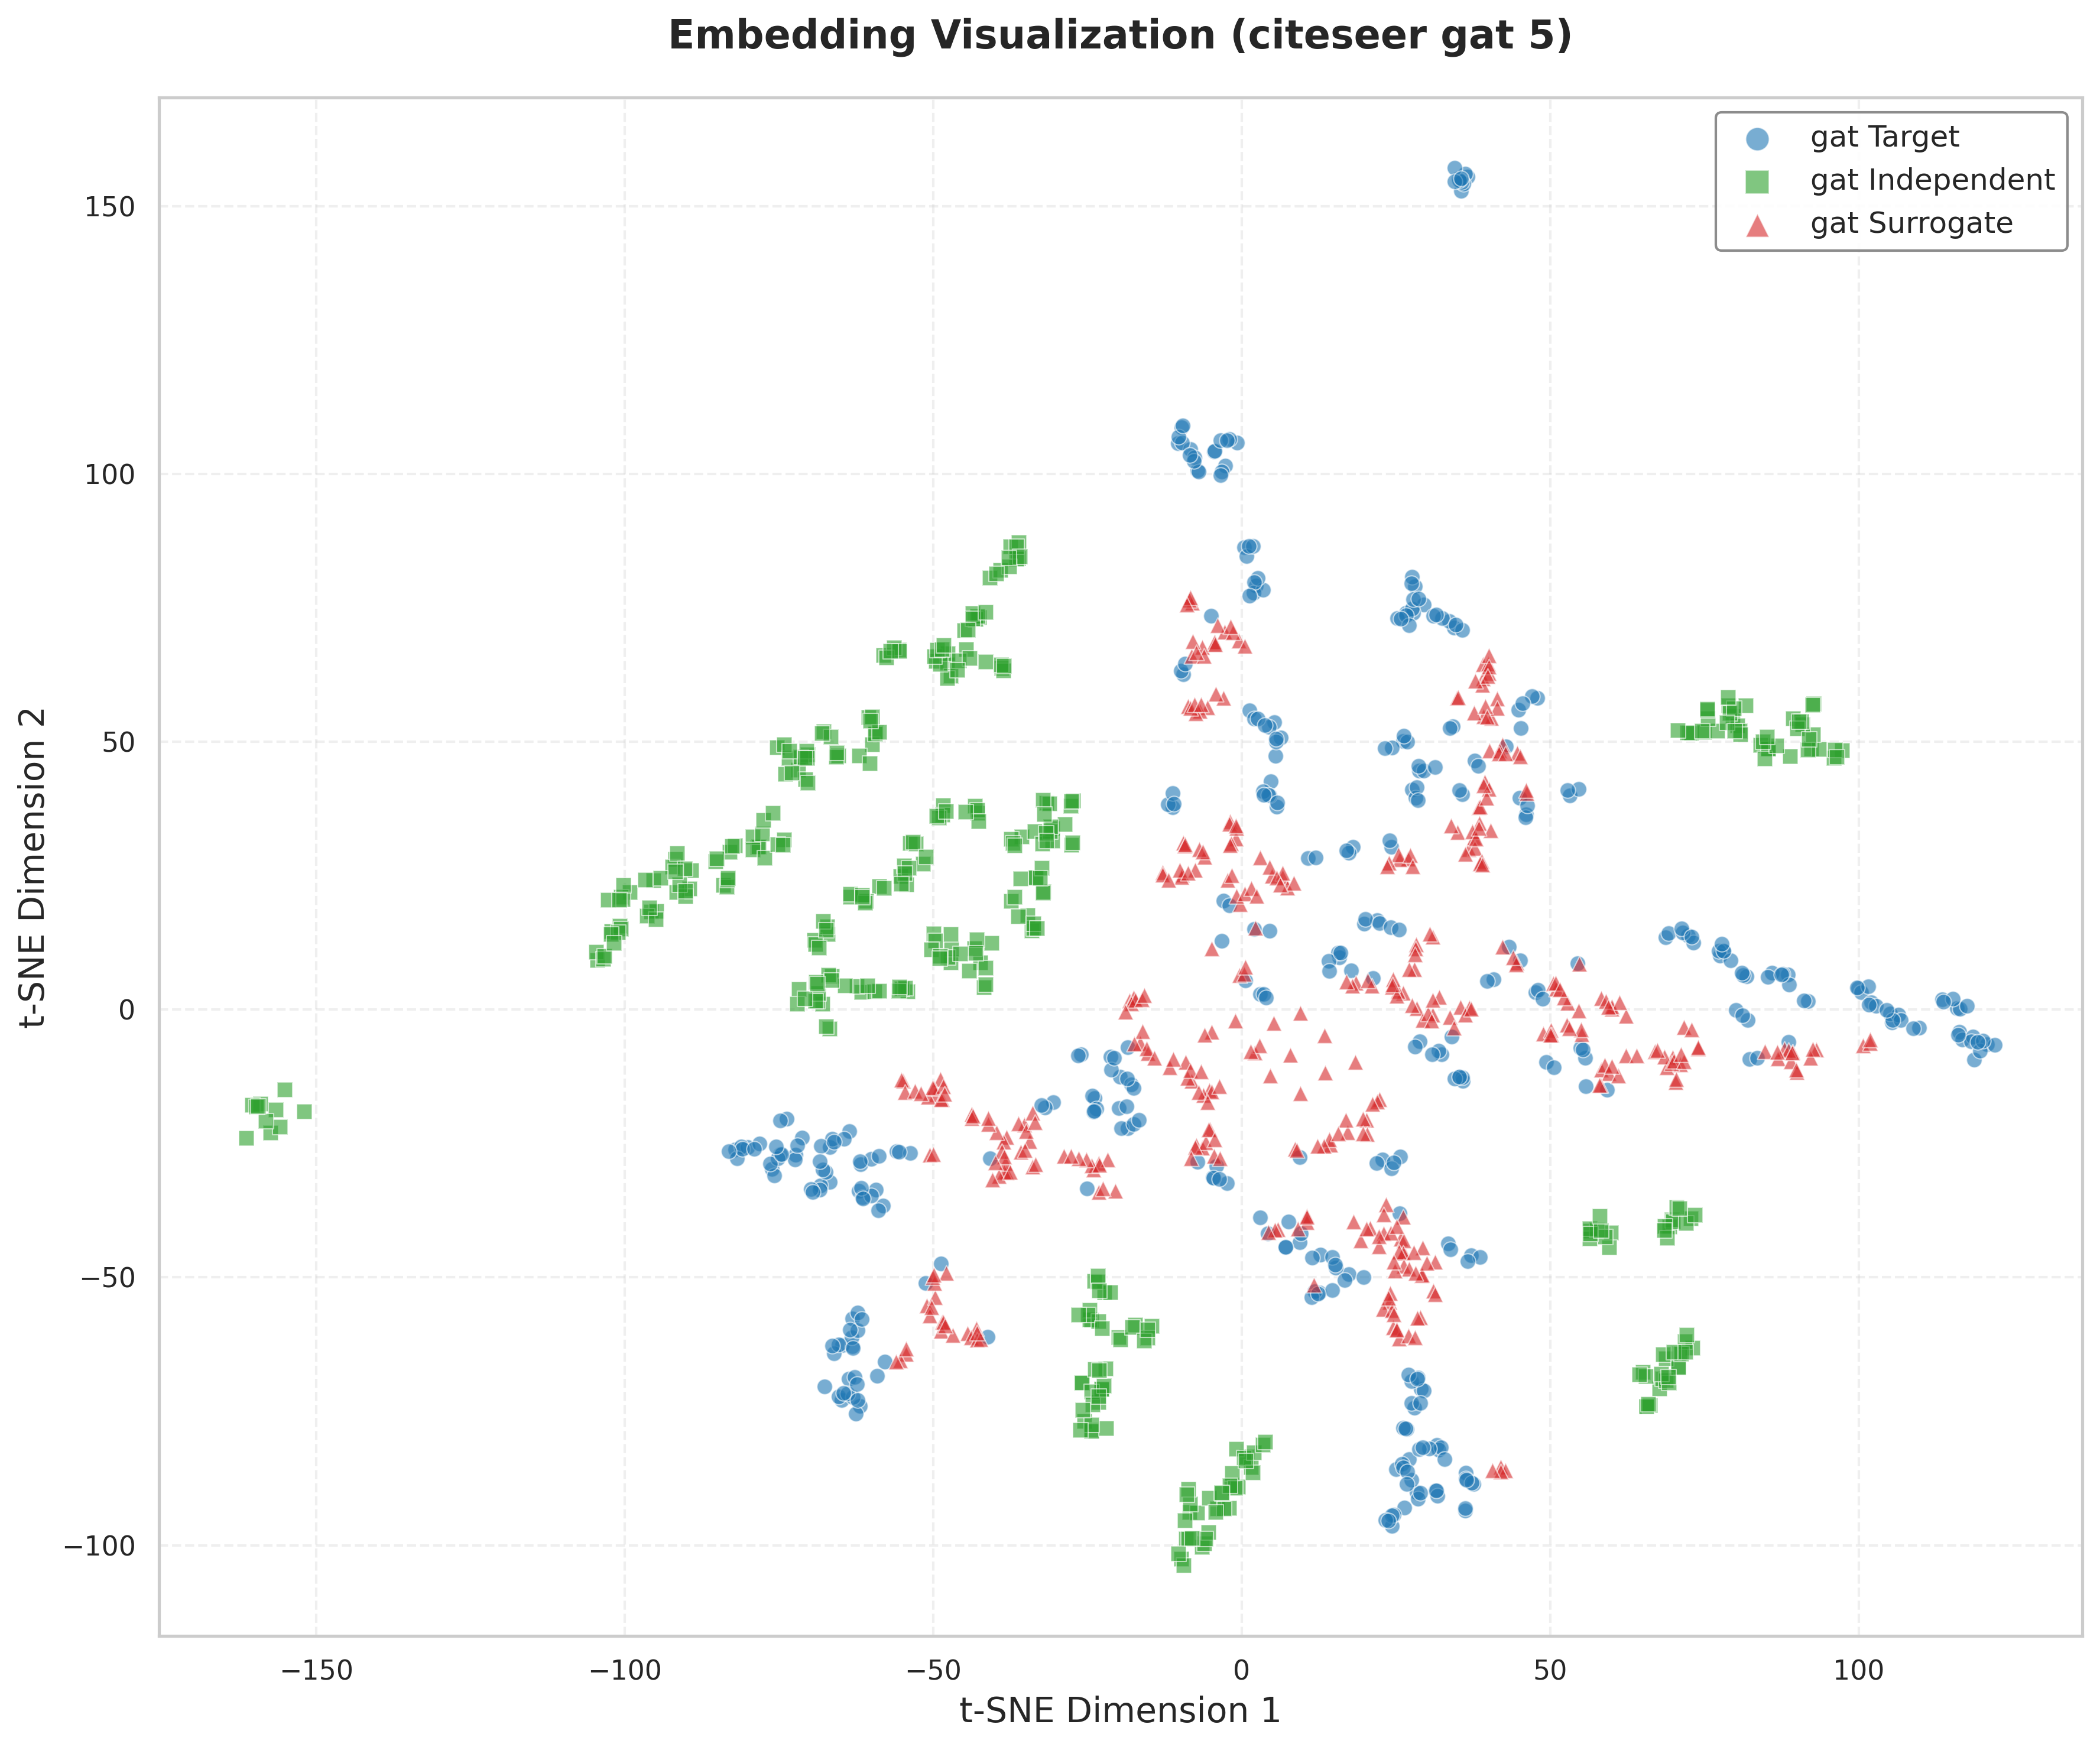 Embedding Visualization (citeseer gat 5)
gat Target
gat Independent
gat Surrogate
150
100
50
0
−50
−100
t-SNE Dimension 2
−150
−100
−50
0
50
100
t-SNE Dimension 1